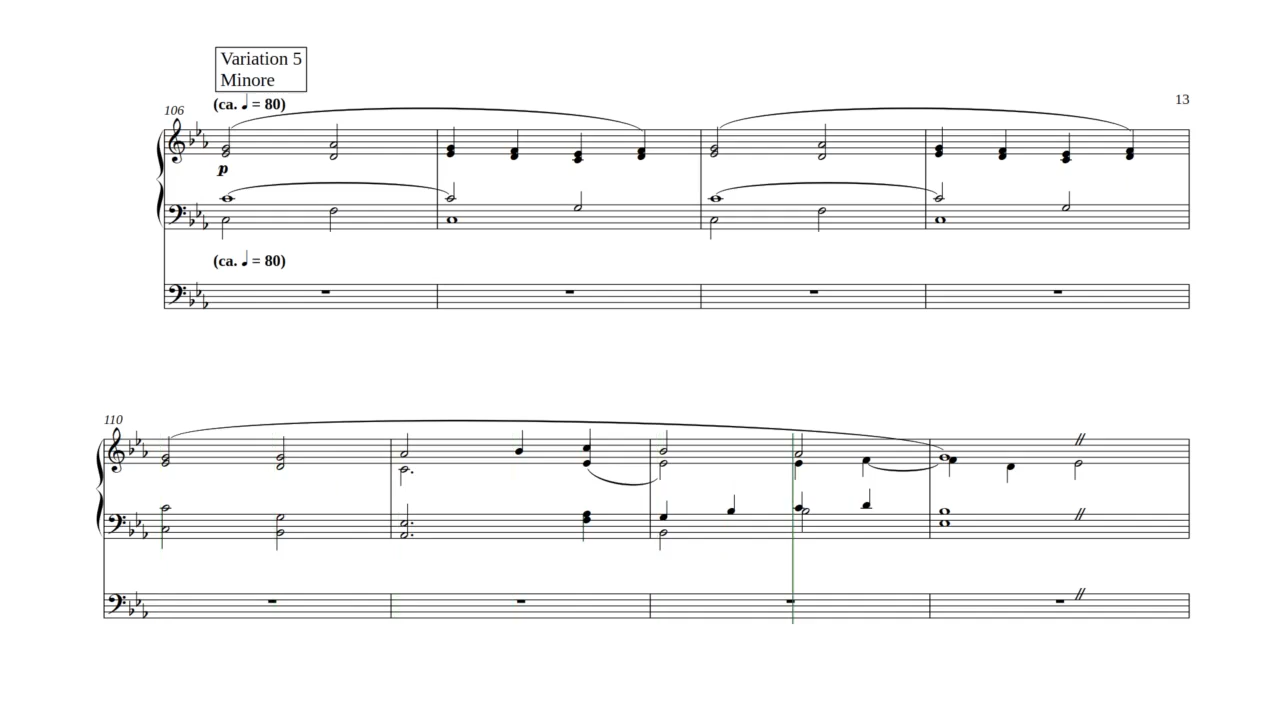 Variation 5
Minore
(ca. ♩ = 80)
106
13
p
(ca. ♩ = 80)
110